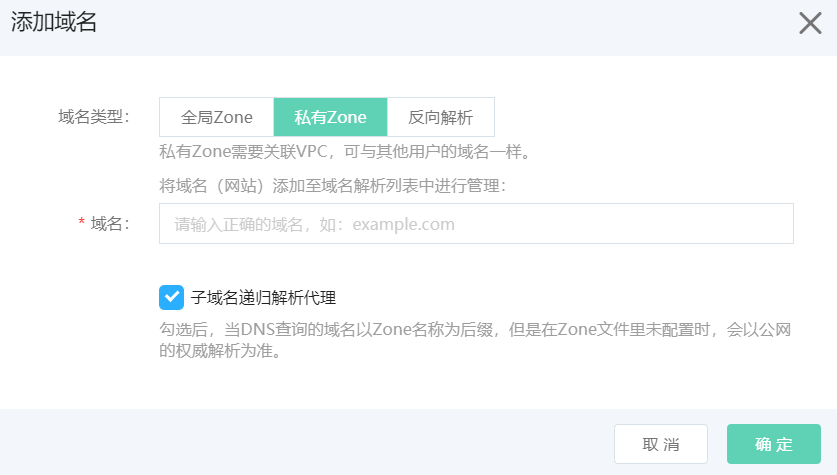 添加域名
域名类型：
全局Zone
私有Zone
反向解析
私有Zone需要关联VPC，可与其他用户的域名一样。
将域名（网站）添加至域名解析列表中进行管理：
* 域名：
请输入正确的域名，如：example.com
子域名递归解析代理
勾选后，当DNS查询的域名以Zone名称为后缀，但是在Zone文件里未配置时，会以公网
的权威解析为准。
取 消
确 定